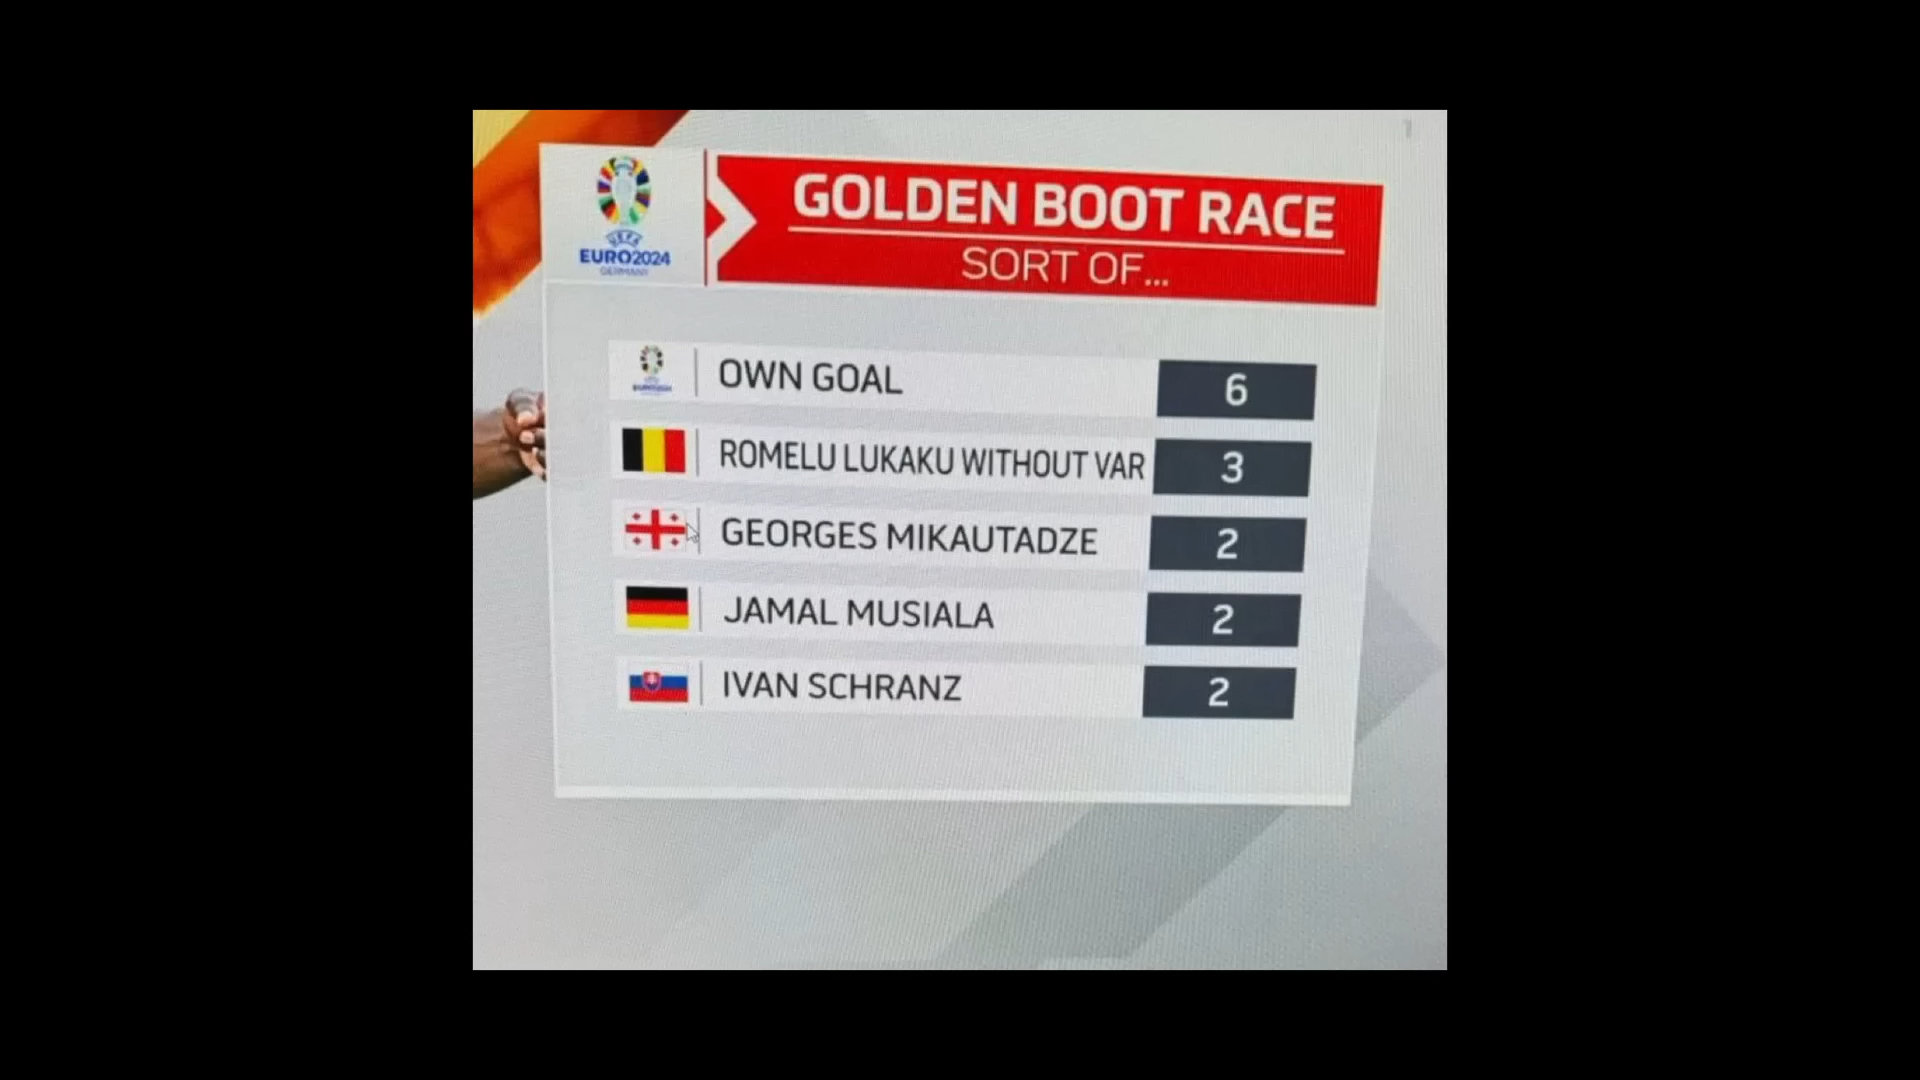 GOLDEN BOOT RACE
SORT OF...
UEFA
EURO2024
GERMANY
OWN GOAL 6
ROMELU LUKAKU WITHOUT VAR 3
GEORGES MIKAUTADZE 2
JAMAL MUSIALA 2
IVAN SCHRANZ 2